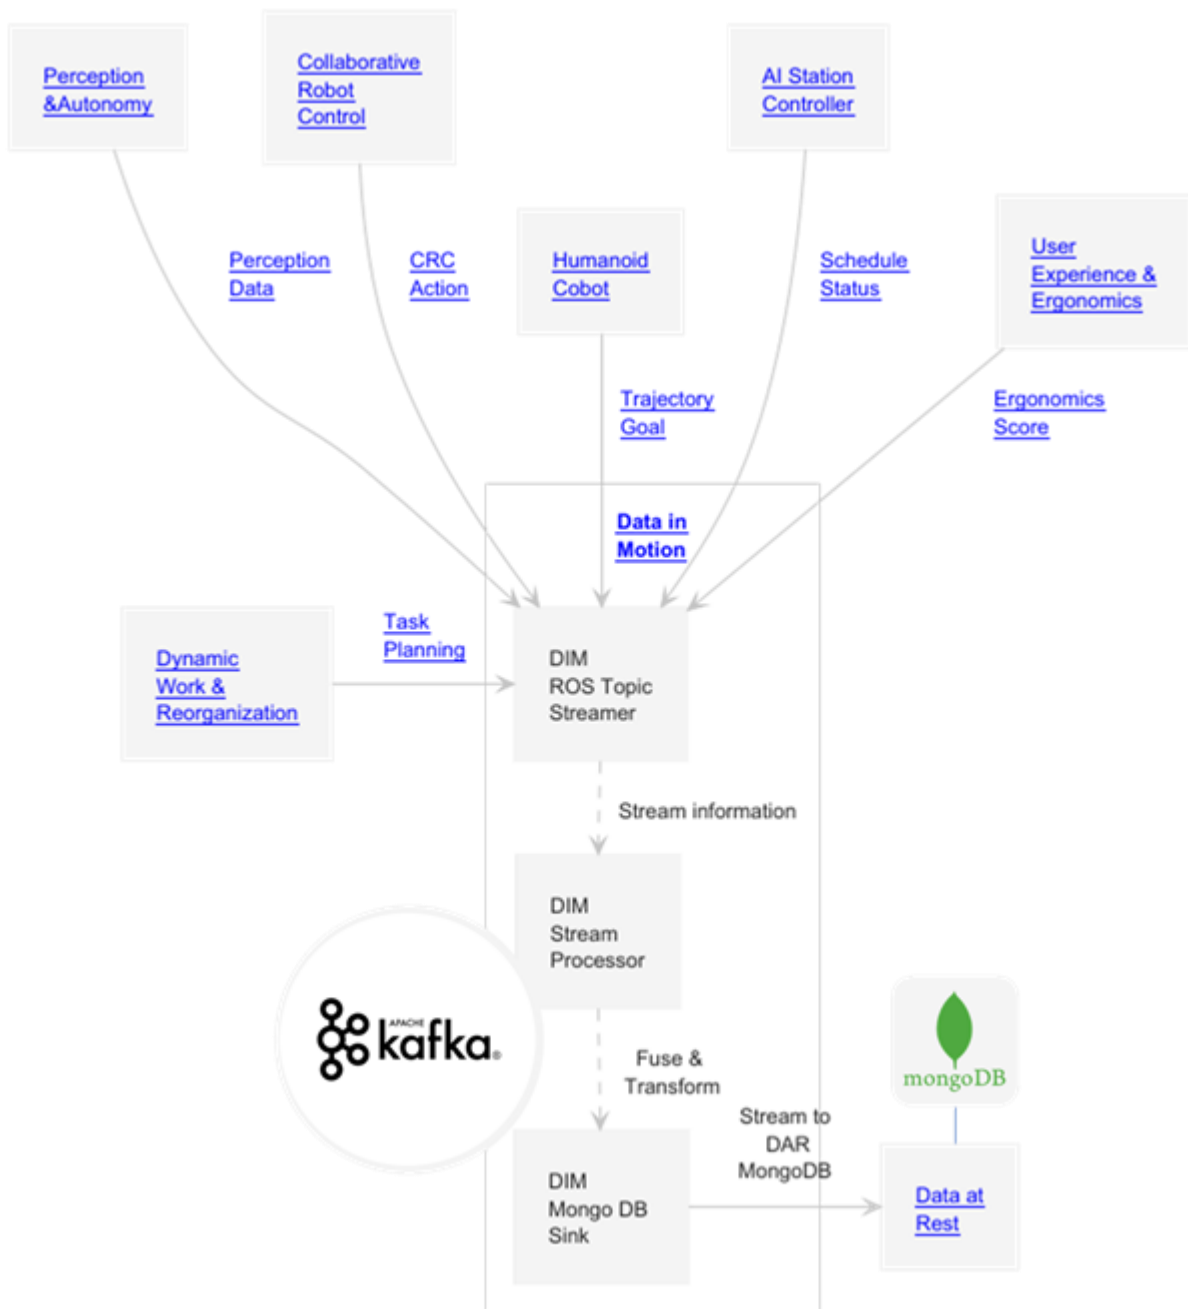 Perception
&Autonomy
Collaborative
Robot
Control
AI Station
Controller
User
Experience &
Ergonomics
Humanoid
Cobot
Perception
Data
CRC
Action
Schedule
Status
Trajectory
Goal
Ergonomics
Score
Data in
Motion
Dynamic
Work &
Reorganization
Task
Planning
DIM
ROS Topic
Streamer
Stream information
DIM
Stream
Processor
APACHE
kafka®
Fuse &
Transform
mongoDB
Stream to
DAR
MongoDB
DIM
Mongo DB
Sink
Data at
Rest